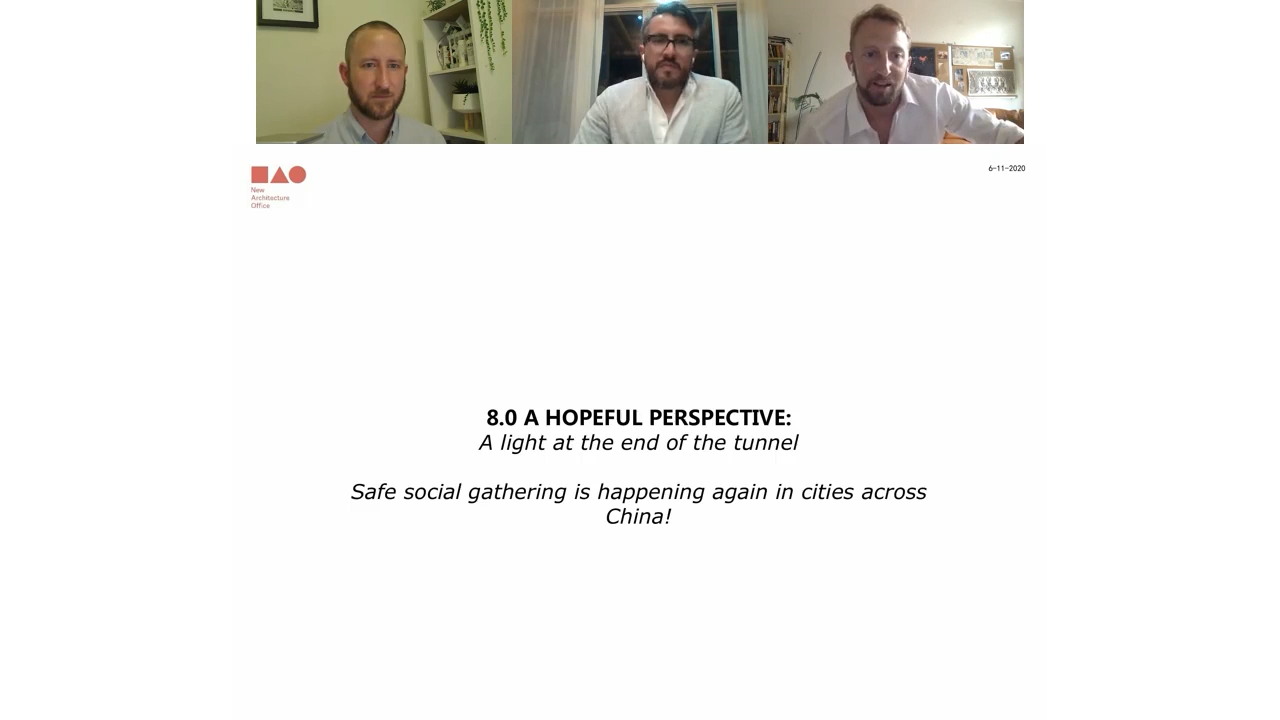 New
Architecture
Office
6-11-2020
8.0 A HOPEFUL PERSPECTIVE:
A light at the end of the tunnel
Safe social gathering is happening again in cities across
China!